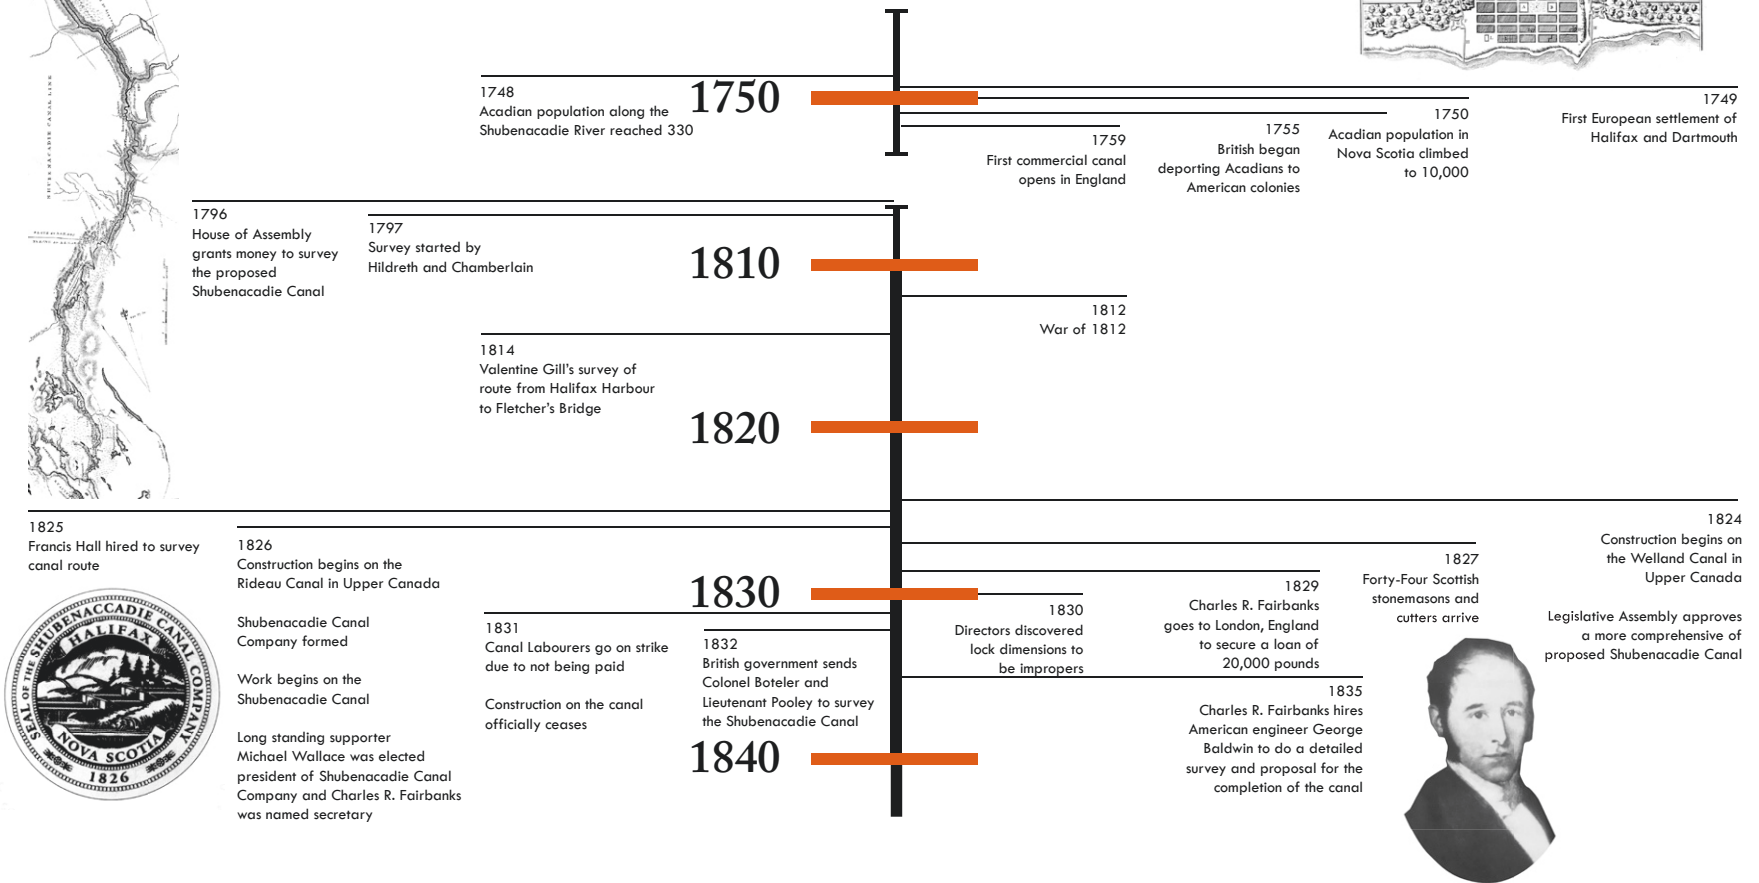 1750
1748
Acadian population along the
Shubenacadie River reached 330
1749
First European settlement of
Halifax and Dartmouth
1750
Acadian population in
Nova Scotia climbed
to 10,000
1755
British began
deporting Acadians to
American colonies
1759
First commercial canal
opens in England
SHUBENACADIE CANAL LINE
1796
House of Assembly
grants money to survey
the proposed
Shubenacadie Canal
1797
Survey started by
Hildreth and Chamberlain
1810
1812
War of 1812
1814
Valentine Gill's survey of
route from Halifax Harbour
to Fletcher's Bridge
1820
1824
Construction begins on
the Welland Canal in
Upper Canada
Legislative Assembly approves
a more comprehensive of
proposed Shubenacadie Canal
1825
Francis Hall hired to survey
canal route
1826
Construction begins on the
Rideau Canal in Upper Canada
Shubenacadie Canal
Company formed
Work begins on the
Shubenacadie Canal
Long standing supporter
Michael Wallace was elected
president of Shubenacadie Canal
Company and Charles R. Fairbanks
was named secretary
SEAL OF THE SHUBENACCADIE CANAL COMPANY
HALIFAX
NOVA SCOTIA
1826
1827
Forty-Four Scottish
stonemasons and
cutters arrive
1829
Charles R. Fairbanks
goes to London, England
to secure a loan of
20,000 pounds
1830
1830
Directors discovered
lock dimensions to
be impropers
1831
Canal Labourers go on strike
due to not being paid
Construction on the canal
officially ceases
1832
British government sends
Colonel Boteler and
Lieutenant Pooley to survey
the Shubenacadie Canal
1835
Charles R. Fairbanks hires
American engineer George
Baldwin to do a detailed
survey and proposal for the
completion of the canal
1840